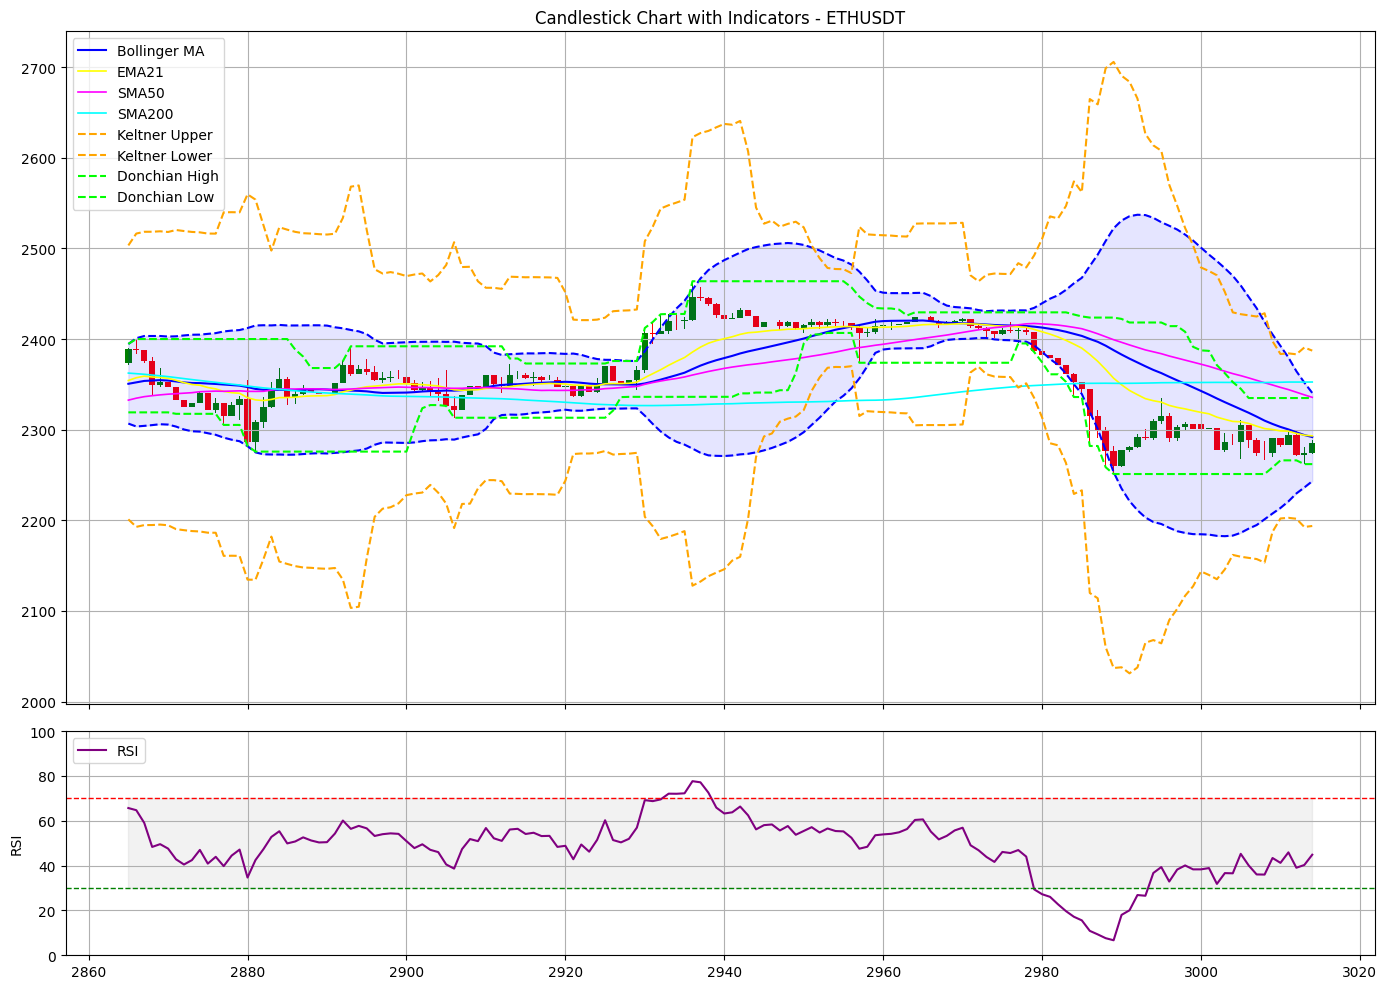 Candlestick Chart with Indicators - ETHUSDT
Bollinger MA
EMA21
SMA50
SMA200
Keltner Upper
Keltner Lower
Donchian High
Donchian Low
2700
2600
2500
2400
2300
2200
2100
2000
RSI
RSI
100
80
60
40
20
0
2860 2880 2900 2920 2940 2960 2980 3000 3020